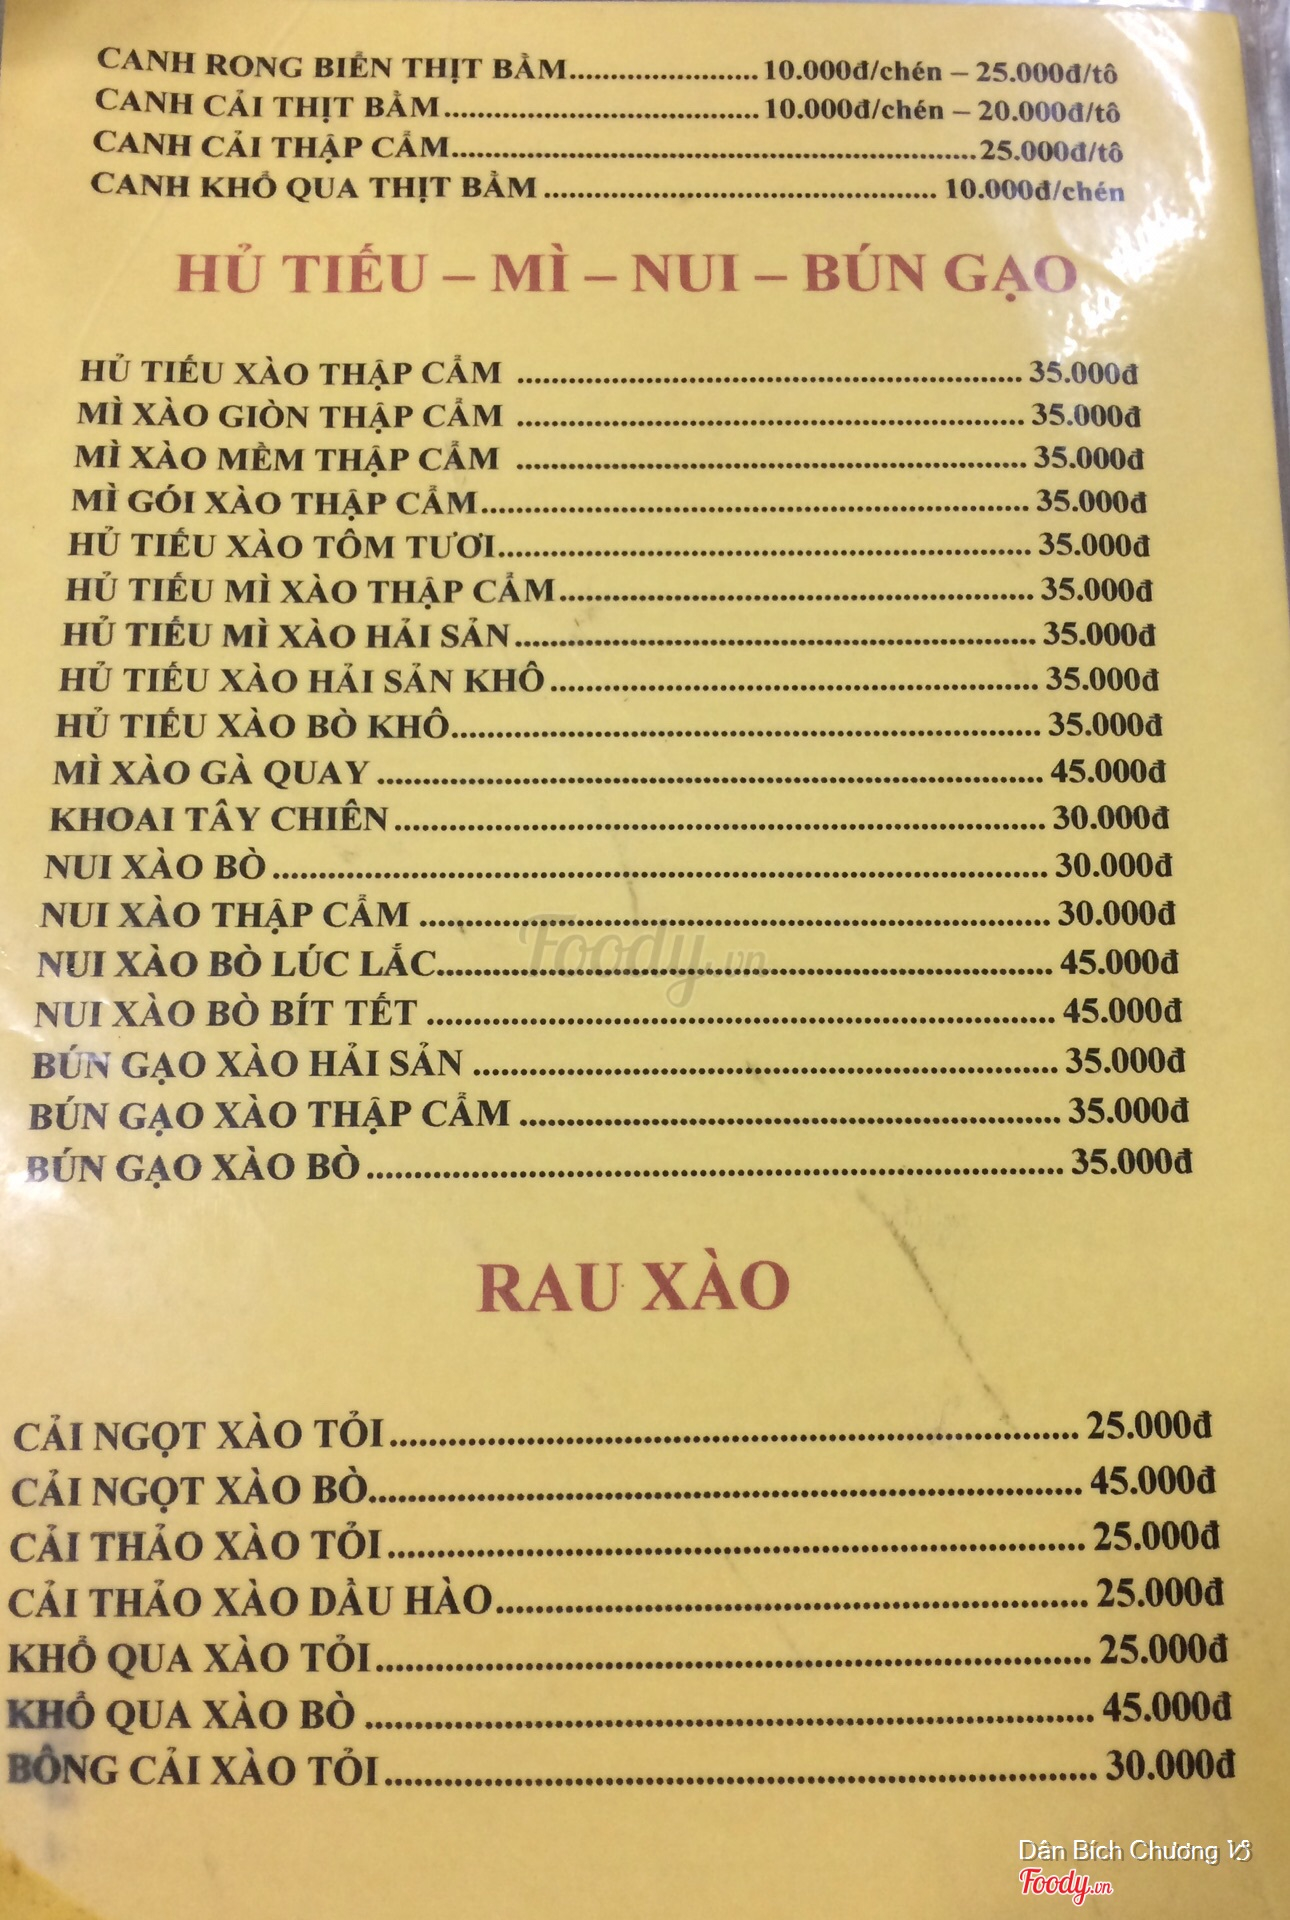 CANH RONG BIỂN THỊT BẰM.................... 10.000đ/chén – 25.000đ/tô
CANH CẢI THỊT BẰM................................. 10.000đ/chén – 20.000đ/tô
CANH CẢI THẬP CẨM.......................................................25.000đ/tô
CANH KHỔ QUA THỊT BẰM ......................................... 10.000đ/chén
HỦ TIẾU – MÌ – NUI – BÚN GẠO
HỦ TIẾU XÀO THẬP CẨM ..................................................... 35.000đ
MÌ XÀO GIÒN THẬP CẨM ..................................................... 35.000đ
MÌ XÀO MỀM THẬP CẨM ..................................................... 35.000đ
MÌ GÓI XÀO THẬP CẨM......................................................... 35.000đ
HỦ TIẾU XÀO TÔM TƯƠI....................................................... 35.000đ
HỦ TIẾU MÌ XÀO THẬP CẨM................................................. 35.000đ
HỦ TIẾU MÌ XÀO HẢI SẢN...................................................... 35.000đ
HỦ TIẾU XÀO HẢI SẢN KHÔ................................................... 35.000đ
HỦ TIẾU XÀO BÒ KHÔ............................................................. 35.000đ
MÌ XÀO GÀ QUAY .................................................................... 45.000đ
KHOAI TÂY CHIÊN................................................................... 30.000đ
NUI XÀO BÒ ............................................................................... 30.000đ
NUI XÀO THẬP CẨM ................................................................ 30.000đ
NUI XÀO BÒ LÚC LẮC.............................................................. 45.000đ
NUI XÀO BÒ BÍT TẾT ............................................................... 45.000đ
BÚN GẠO XÀO HẢI SẢN .......................................................... 35.000đ
BÚN GẠO XÀO THẬP CẨM ...................................................... 35.000đ
BÚN GẠO XÀO BÒ ..................................................................... 35.000đ
Foody.vn
RAU XÀO
CẢI NGỌT XÀO TỎI.................................................................. 25.000đ
CẢI NGỌT XÀO BÒ.................................................................... 45.000đ
CẢI THẢO XÀO TỎI................................................................... 25.000đ
CẢI THẢO XÀO DẦU HÀO........................................................ 25.000đ
KHỔ QUA XÀO TỎI.................................................................... 25.000đ
KHỔ QUA XÀO BÒ ..................................................................... 45.000đ
BÔNG CẢI XÀO TỎI................................................................... 30.000đ
Dân Bích Chương
Foody.vn